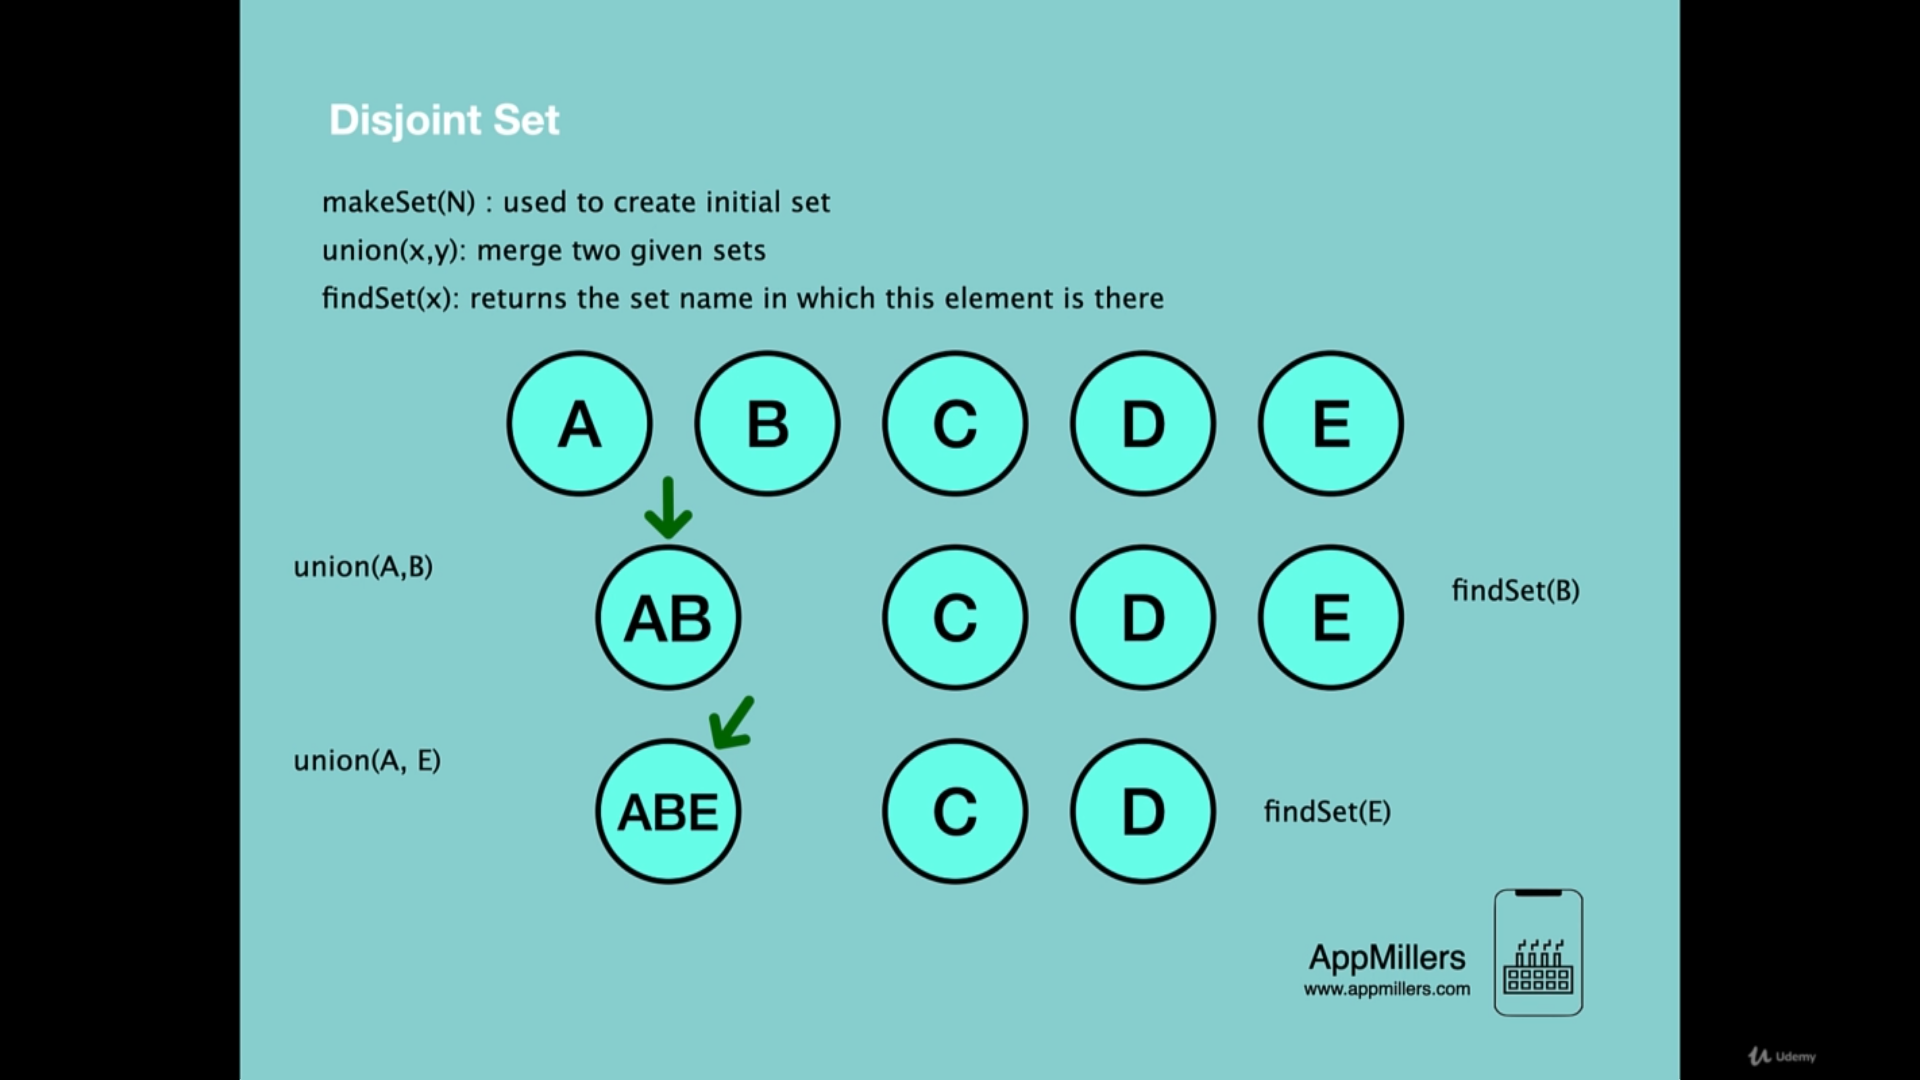 Disjoint Set
makeSet(N) : used to create initial set
union(x,y): merge two given sets
findSet(x): returns the set name in which this element is there
A B C D E
union(A,B) AB C D E findSet(B)
union(A, E) ABE C D findSet(E)
AppMillers
www.appmillers.com
Udemy